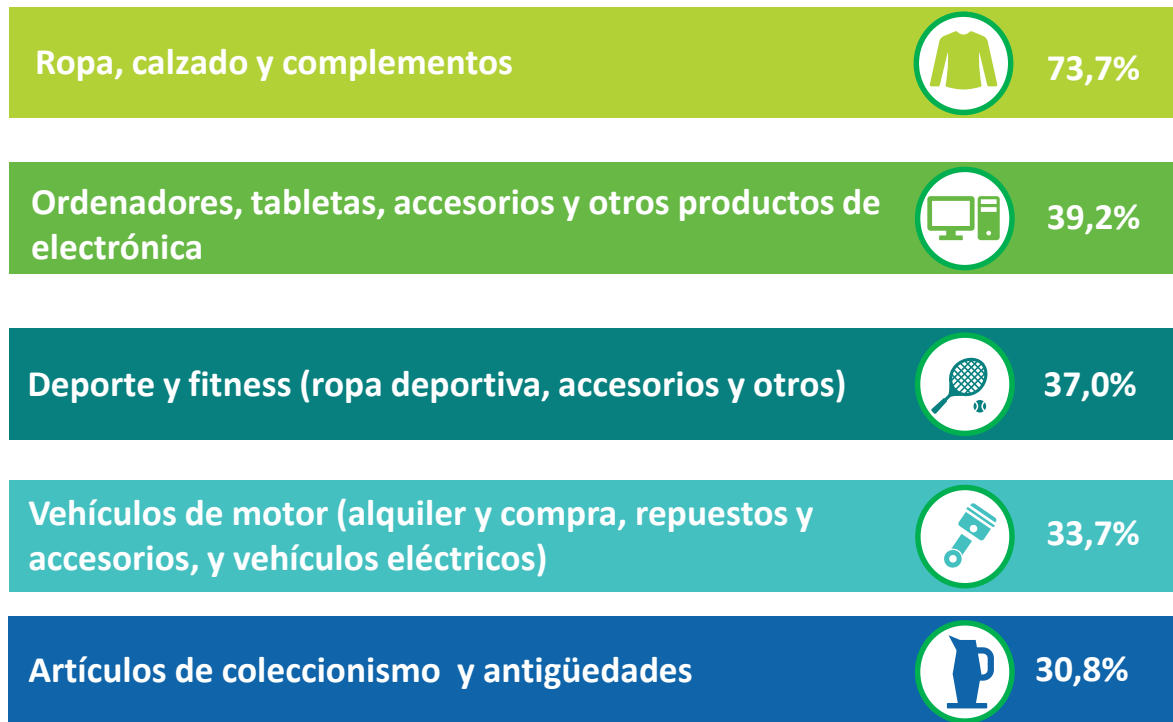 Ropa, calzado y complementos
73,7%
Ordenadores, tabletas, accesorios y otros productos de
electrónica
39,2%
Deporte y fitness (ropa deportiva, accesorios y otros)
37,0%
Vehículos de motor (alquiler y compra, repuestos y
accesorios, y vehículos eléctricos)
33,7%
Artículos de coleccionismo y antigüedades
30,8%